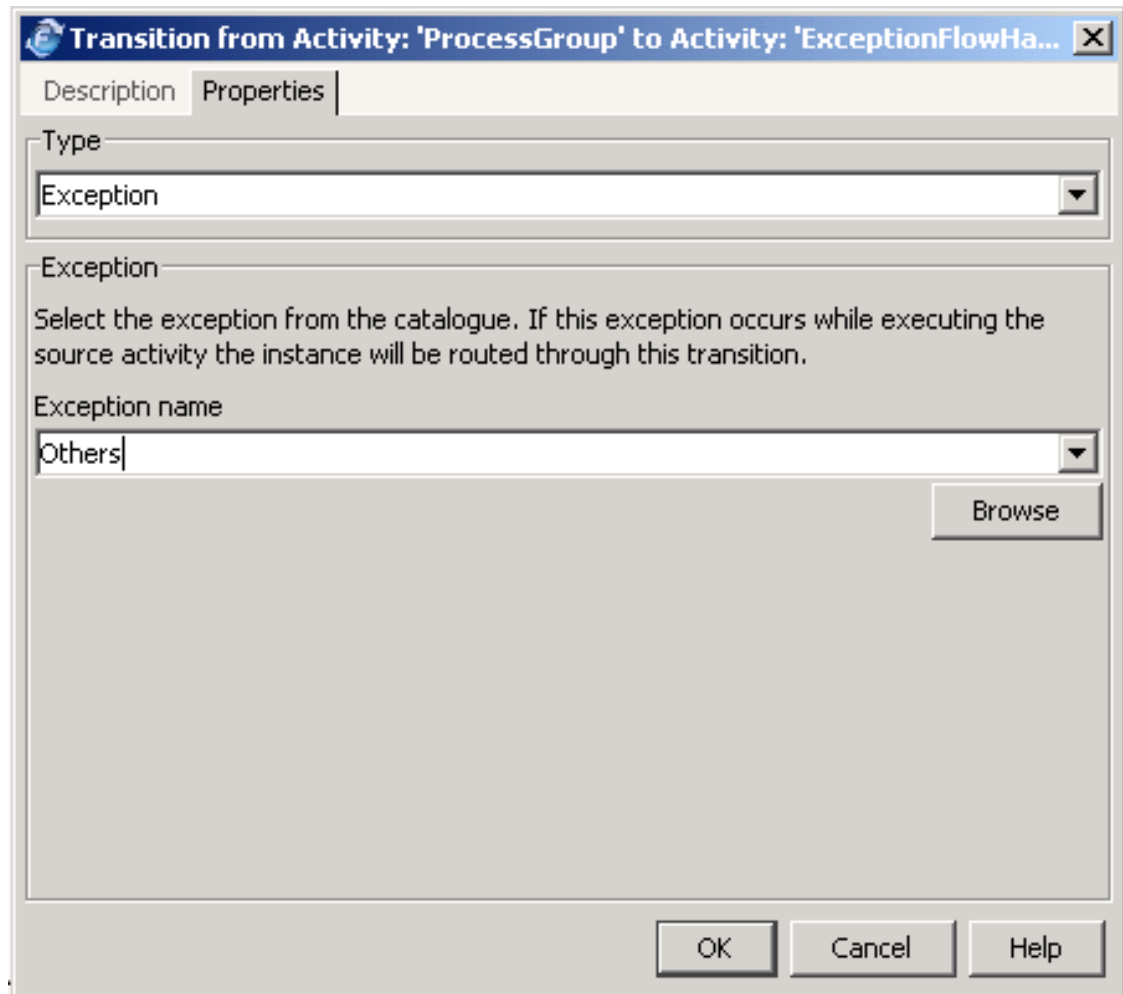 Transition from Activity: 'ProcessGroup' to Activity: 'ExceptionFlowHa...
Description Properties
Type
Exception
Exception
Select the exception from the catalogue. If this exception occurs while executing the
source activity the instance will be routed through this transition.
Exception name
Others
Browse
OK Cancel Help